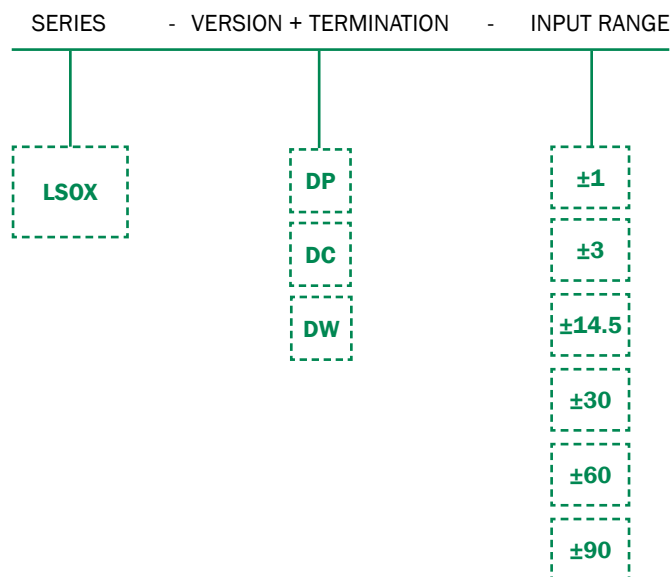 SERIES - VERSION + TERMINATION - INPUT RANGE
LSOX
DP
DC
DW
±1
±3
±14.5
±30
±60
±90